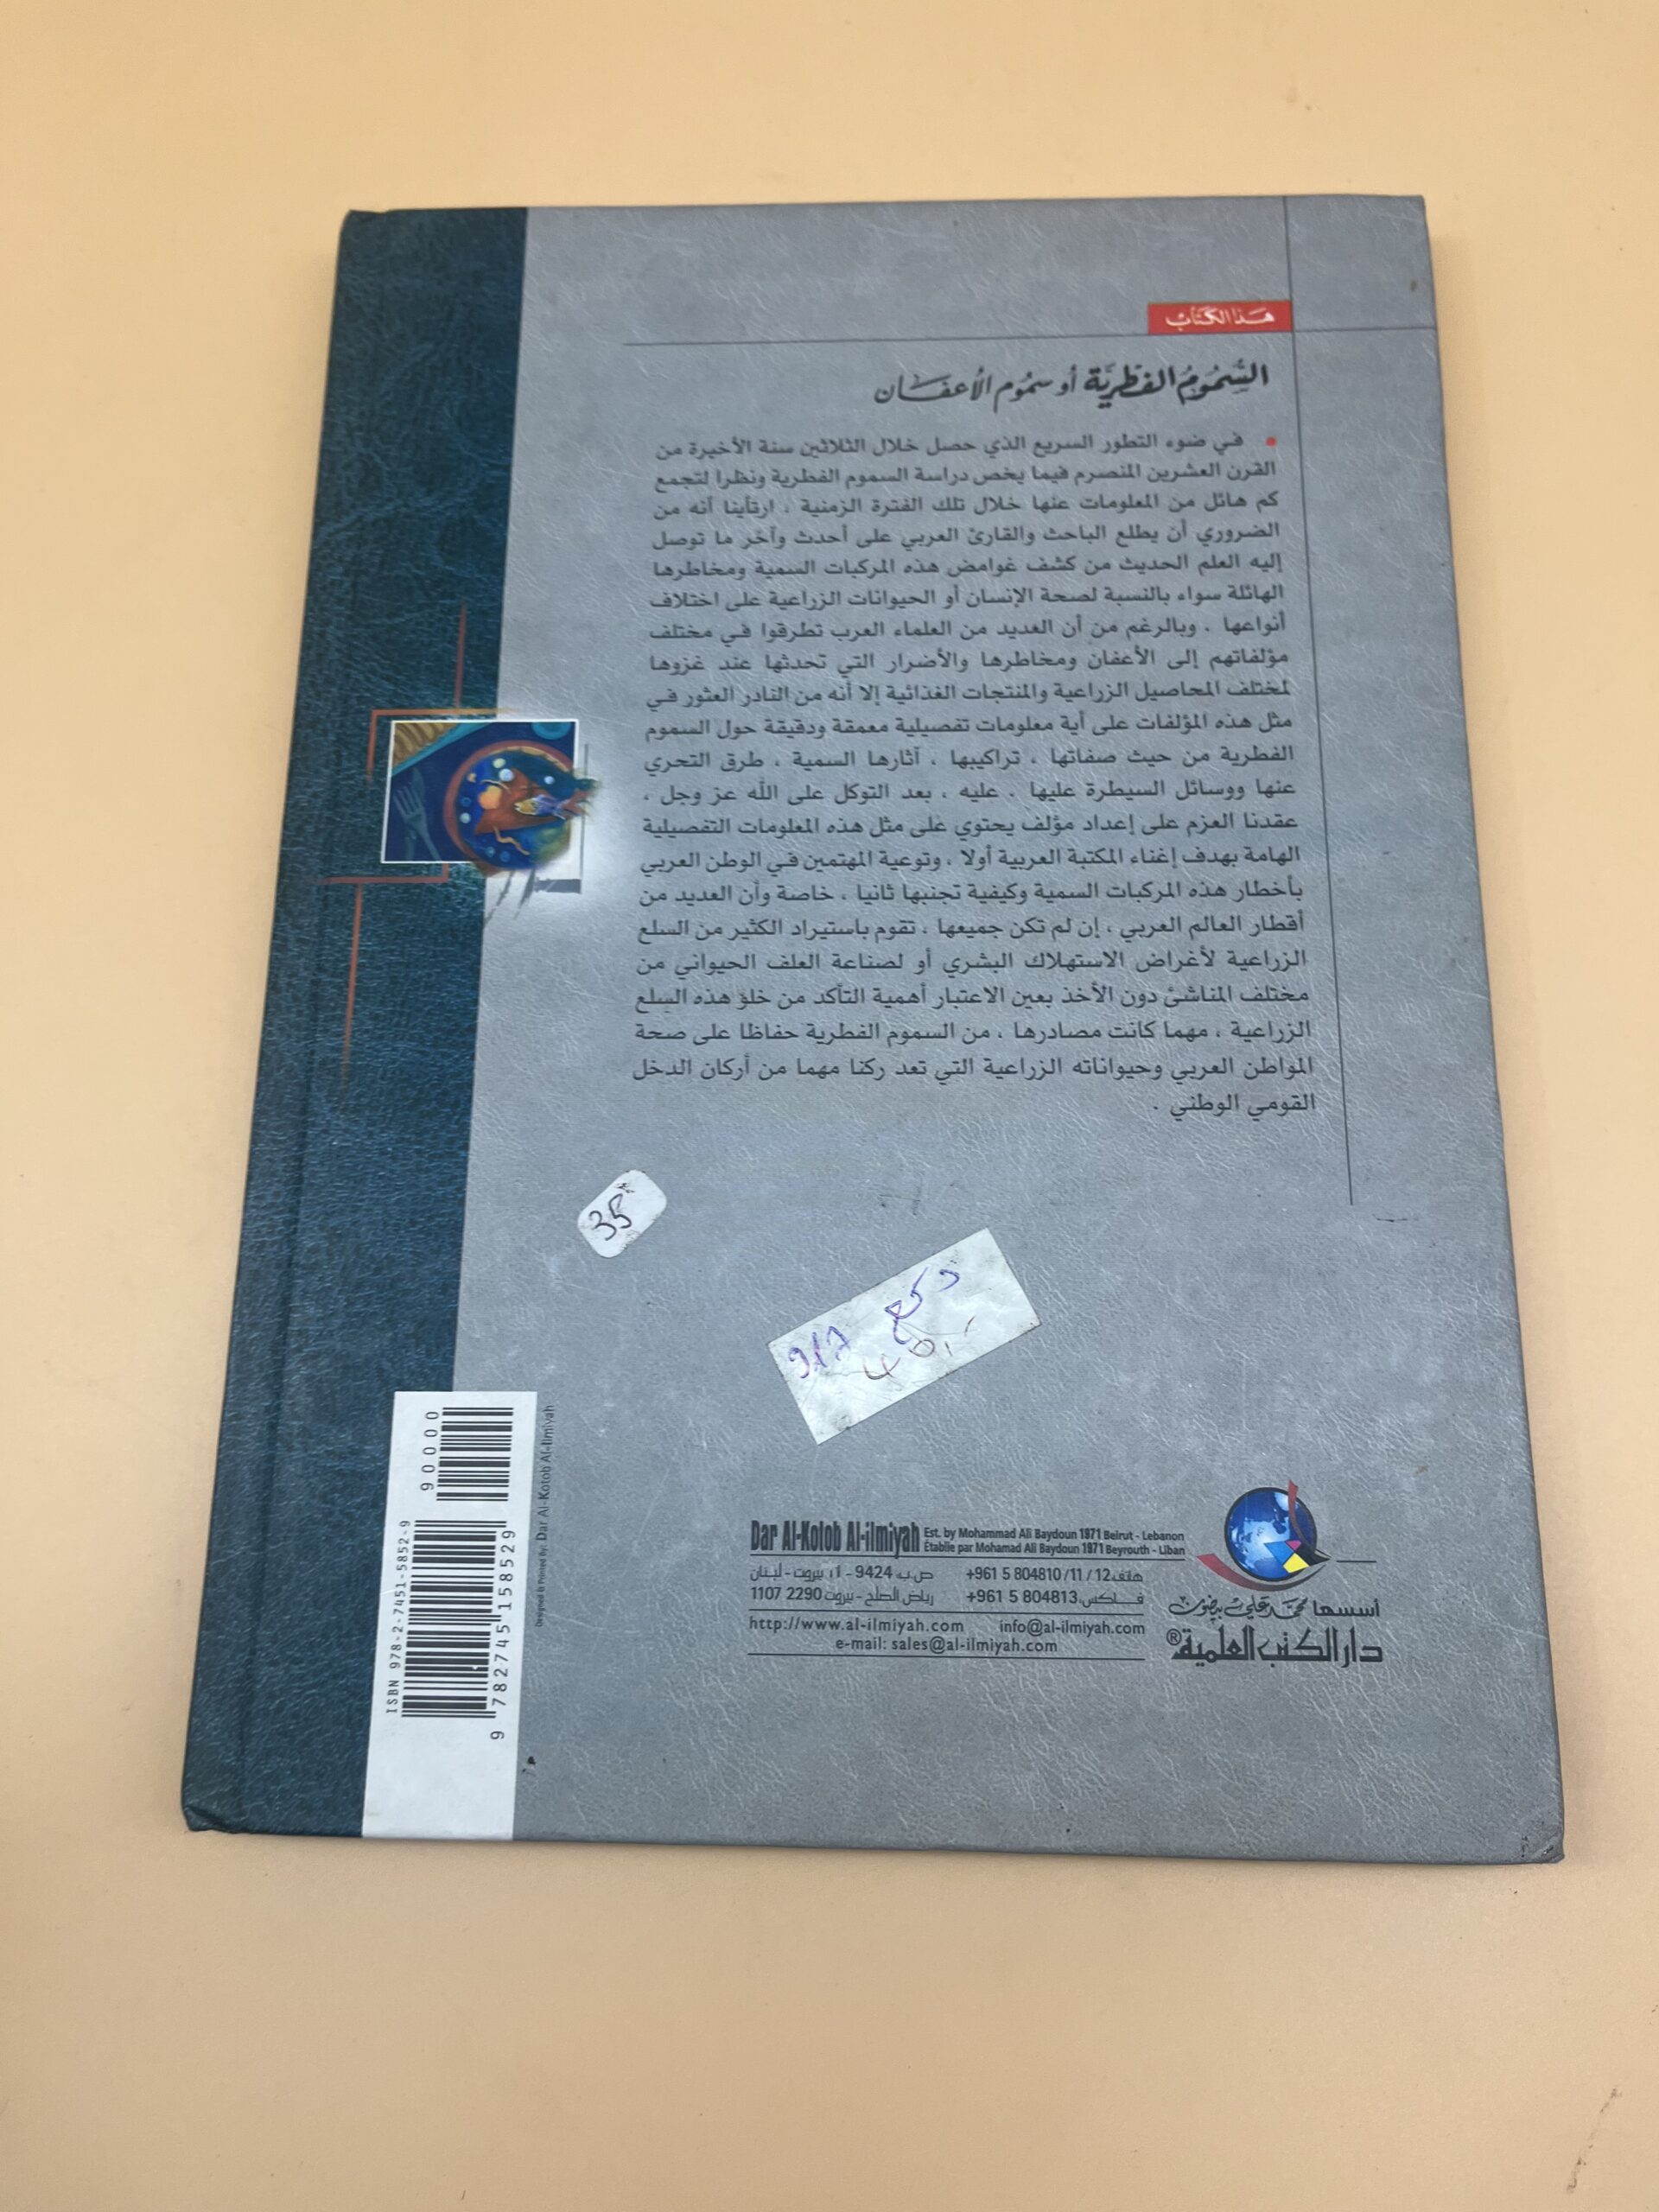 هذا الكتاب
السُّمُومُ الفطريَّة أو سمُوم الأعفان
• في ضوء التطور السريع الذي حصل خلال الثلاثين سنة الأخيرة من
القرن العشرين المنصرم فيما يخص دراسة السموم الفطرية ونظرا لتجمع
كم هائل من المعلومات عنها خلال تلك الفترة الزمنية ، ارتأينا أنه من
الضروري أن يطلع الباحث والقارئ العربي على أحدث وآخر ما توصل
إليه العلم الحديث من كشف غوامض هذه المركبات السمية ومخاطرها
الهائلة سواء بالنسبة لصحة الإنسان أو الحيوانات الزراعية على اختلاف
أنواعها . وبالرغم من أن العديد من العلماء العرب تطرقوا في مختلف
مؤلفاتهم إلى الأعفان ومخاطرها والأضرار التي تحدثها عند غزوها
لمختلف المحاصيل الزراعية والمنتجات الغذائية إلا أنه من النادر العثور في
مثل هذه المؤلفات على أية معلومات تفصيلية معمقة ودقيقة حول السموم
الفطرية من حيث صفاتها ، تراكيبها ، آثارها السمية ، طرق التحري
عنها ووسائل السيطرة عليها . عليه ، بعد التوكل على الله عز وجل ،
عقدنا العزم على إعداد مؤلف يحتوي على مثل هذه المعلومات التفصيلية
الهامة بهدف إغناء المكتبة العربية أولا ، وتوعية المهتمين في الوطن العربي
بأخطار هذه المركبات السمية وكيفية تجنبها ثانيا ، خاصة وأن العديد من
أقطار العالم العربي ، إن لم تكن جميعها ، تقوم باستيراد الكثير من السلع
الزراعية لأغراض الاستهلاك البشري أو لصناعة العلف الحيواني من
مختلف المناشئ دون الأخذ بعين الاعتبار أهمية التأكد من خلو هذه السلع
الزراعية ، مهما كانت مصادرها ، من السموم الفطرية حفاظا على صحة
المواطن العربي وحيواناته الزراعية التي تعد ركنا مهما من أركان الدخل
القومي الوطني .
35
Dar Al-Kotob Al-ilmiyah Est. by Mohammad Ali Baydoun 1971 Beirut - Lebanon
Établie par Mohamad Ali Baydoun 1971 Beyrouth - Liban
هاتف: +961 5 804810 /11 /12 ص.ب: 9424 - 11 بيروت - لبنان
فاكس: +961 5 804813 رياض الصلح - بيروت 2290 1107
http://www.al-ilmiyah.com info@al-ilmiyah.com
e-mail: sales@al-ilmiyah.com
أسسها محمد علي بيضون
دار الكتب العلمية®
ISBN 978-2-7451-5852-9
9 782745 158529
90000
Designed & Printed By: Dar Al-Kotob Al-Ilmiyah